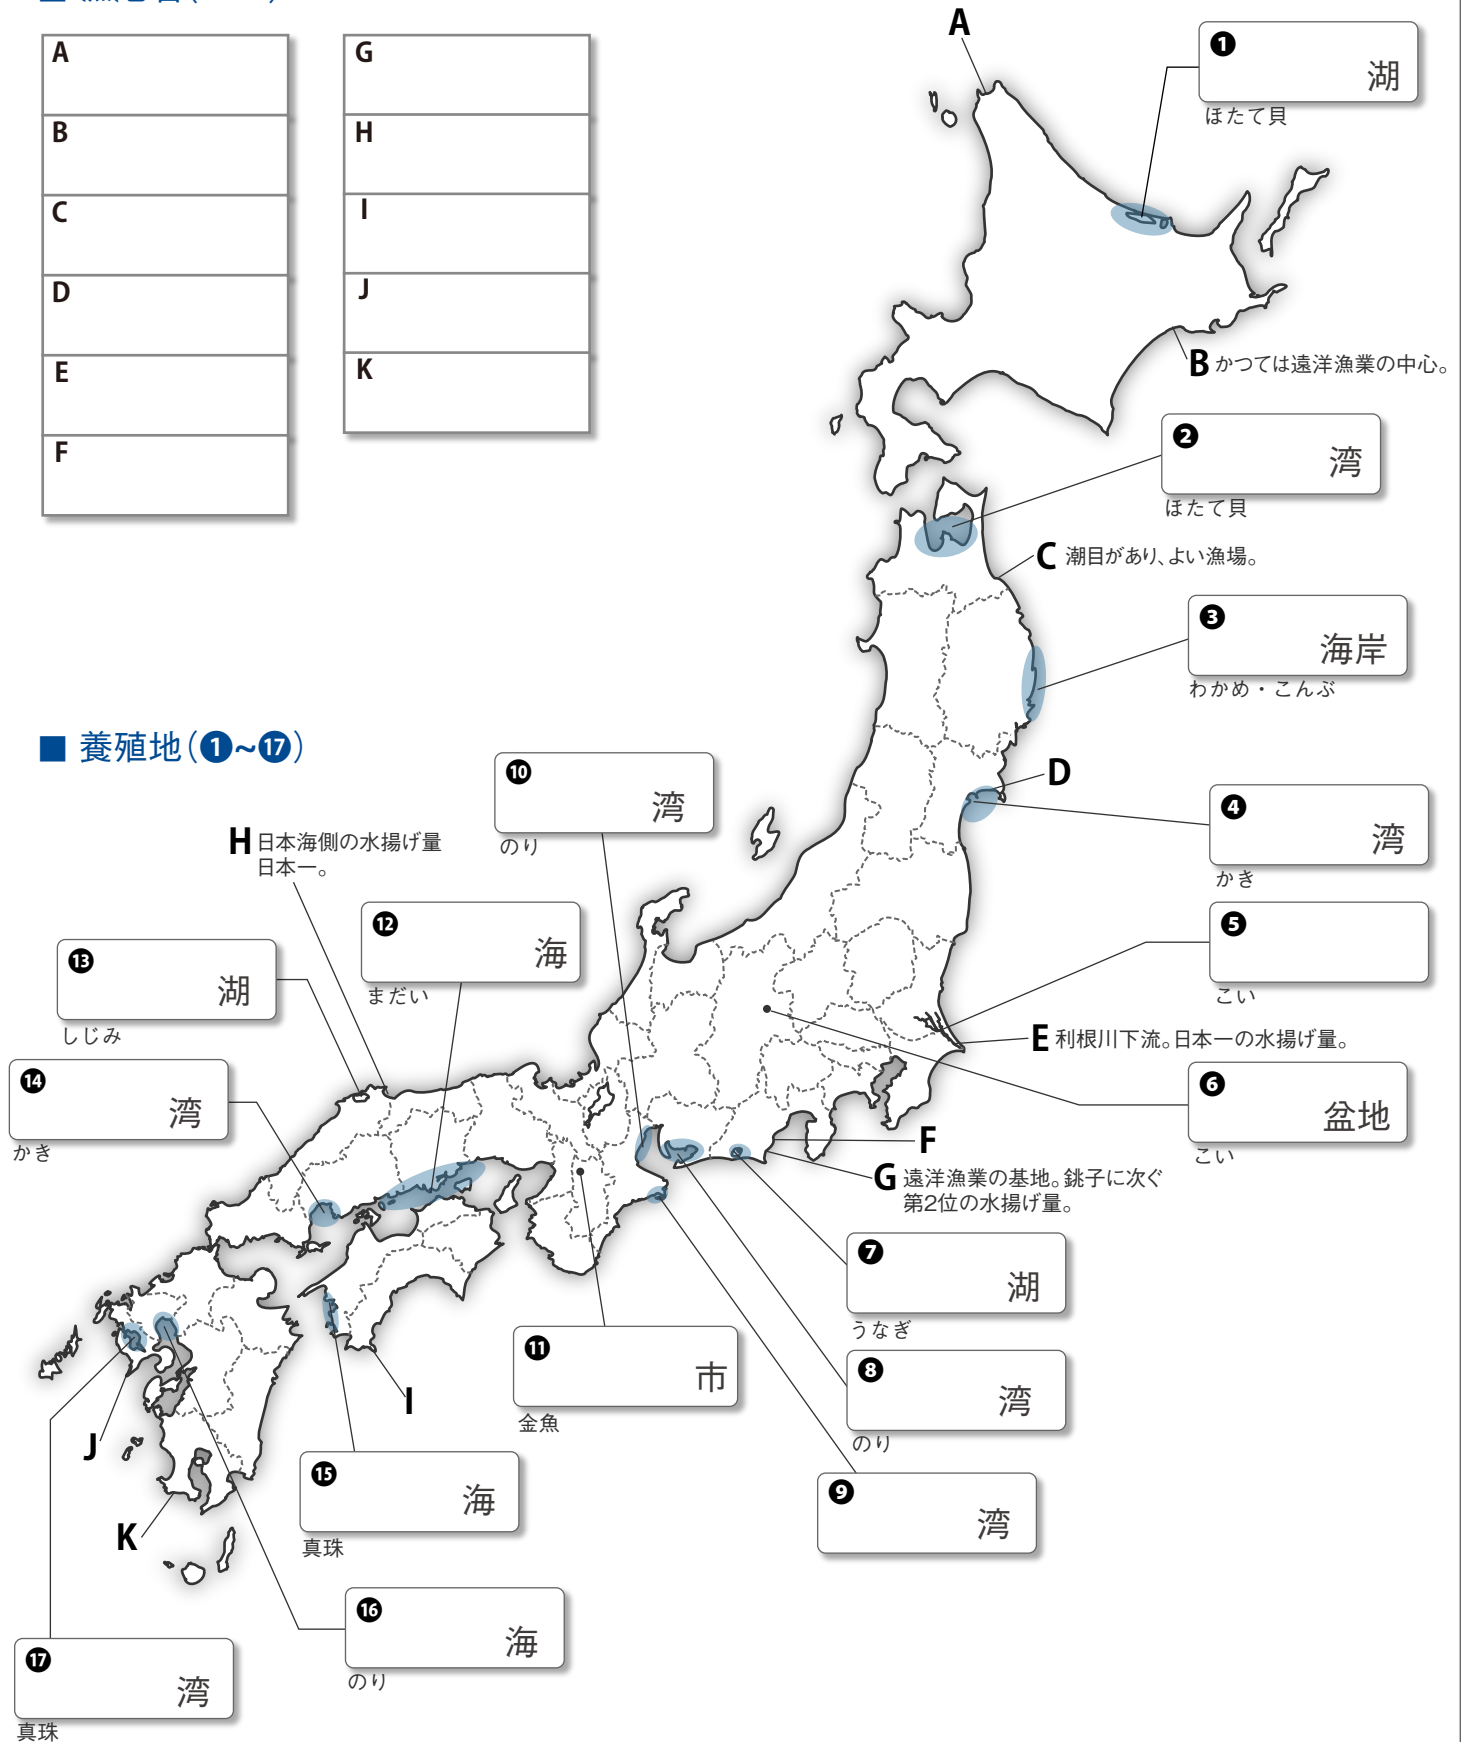 A
B
C
D
E
F
G
H
I
J
K
■ 養殖地(❶~⓱)
A
❶ 湖
ほたて貝
B かつては遠洋漁業の中心。
❷ 湾
ほたて貝
C 潮目があり、よい漁場。
❸ 海岸
わかめ・こんぶ
D
❹ 湾
かき
❺
こい
E 利根川下流。日本一の水揚げ量。
❻ 盆地
こい
F
G 遠洋漁業の基地。銚子に次ぐ
第2位の水揚げ量。
❼ 湖
うなぎ
❽ 湾
のり
❾ 湾
❿ 湾
のり
H 日本海側の水揚げ量
日本一。
⓫ 市
金魚
⓬ 海
まだい
⓭ 湖
しじみ
⓮ 湾
かき
I
J
K
⓯ 海
真珠
⓰ 海
のり
⓱ 湾
真珠